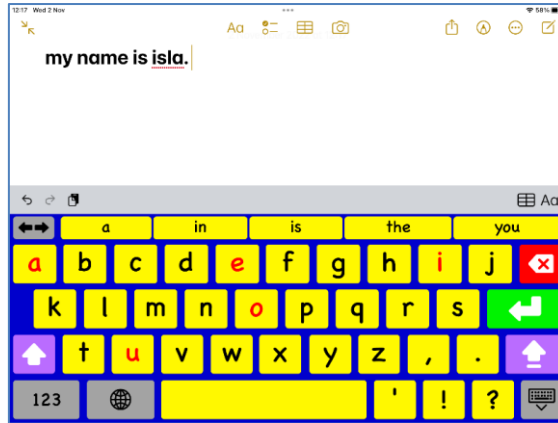 12:17 Wed 2 Nov
58%
Aa
my name is isla.
Aa
a in is the you
a b c d e f g h i j
k l m n o p q r s
t u v w x y z , .
123 ' ! ?